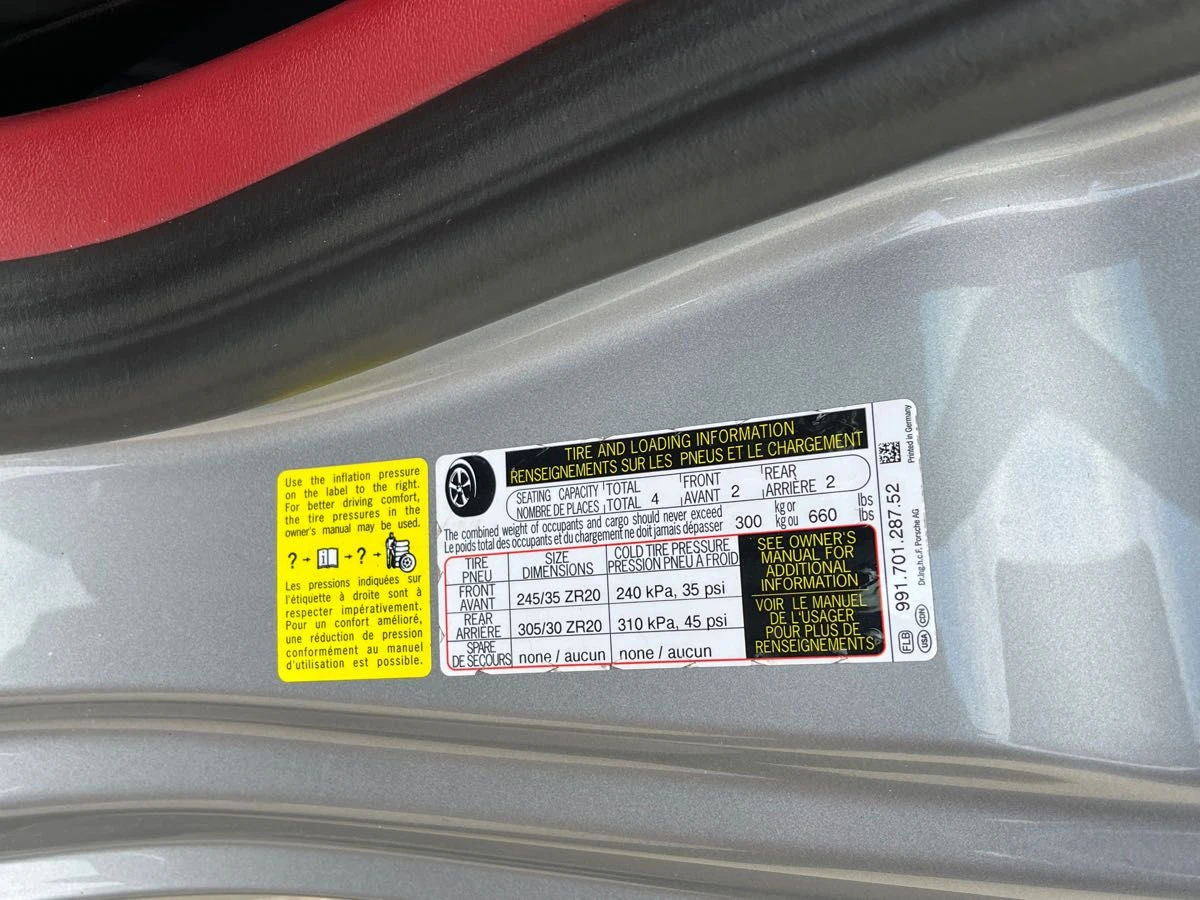 Use the inflation pressure
on the label to the right.
For better driving comfort,
the tire pressures in the
owner's manual may be used.
? - i - ? -
Les pressions indiquées sur
l'étiquette à droite sont à
respecter impérativement.
Pour un confort amélioré,
une réduction de pression
conformément au manuel
d'utilisation est possible.
TIRE AND LOADING INFORMATION
RENSEIGNEMENTS SUR LES PNEUS ET LE CHARGEMENT
SEATING CAPACITY TOTAL 4 FRONT 2 REAR 2
NOMBRE DE PLACES TOTAL AVANT ARRIÈRE
The combined weight of occupants and cargo should never exceed 300 kg or 660 lbs
Le poids total des occupants et du chargement ne doit jamais dépasser kg ou lbs
TIRE SIZE COLD TIRE PRESSURE
PNEU DIMENSIONS PRESSION PNEU A FROID
FRONT
AVANT 245/35 ZR20 240 kPa, 35 psi
REAR
ARRIÈRE 305/30 ZR20 310 kPa, 45 psi
SPARE
DE SECOURS none / aucun none / aucun
SEE OWNER'S
MANUAL FOR
ADDITIONAL
INFORMATION
VOIR LE MANUEL
DE L'USAGER
POUR PLUS DE
RENSEIGNEMENTS
991.701.287.52
Printed in Germany
Dr.Ing.h.c.F. Porsche AG
FLB USA CDN